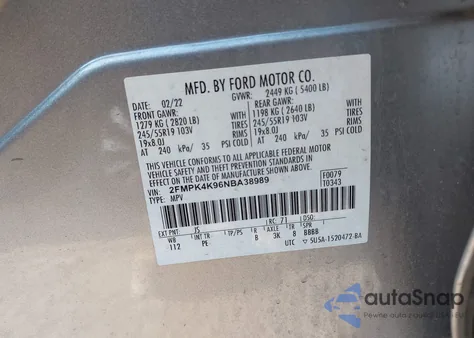 MFD. BY FORD MOTOR CO.
DATE: 02/22 GVWR: 2449 KG ( 5400 LB)
FRONT GAWR: REAR GAWR:
1279 KG ( 2820 LB) WITH 1198 KG ( 2640 LB) WITH
245/55R19 103V TIRES 245/55R19 103V TIRES
19x8.0J RIMS 19x8.0J RIMS
AT 240 kPa/ 35 PSI COLD AT 240 kPa/ 35 PSI COLD
THIS VEHICLE CONFORMS TO ALL APPLICABLE FEDERAL MOTOR
VEHICLE SAFETY AND THEFT PREVENTION STANDARDS IN EFFECT
ON THE DATE OF MANUFACTURE SHOWN ABOVE.
VIN: 2FMPK4K96NBA38989 F0079
TYPE: MPV 10343
EXT PNT: JS RC: 71 DSO:
WB INT TR TP/PS R AXLE TR SPR
112 PE B 3K 8 BBBB
UTC SU5A-1520472-BA
autoSnap